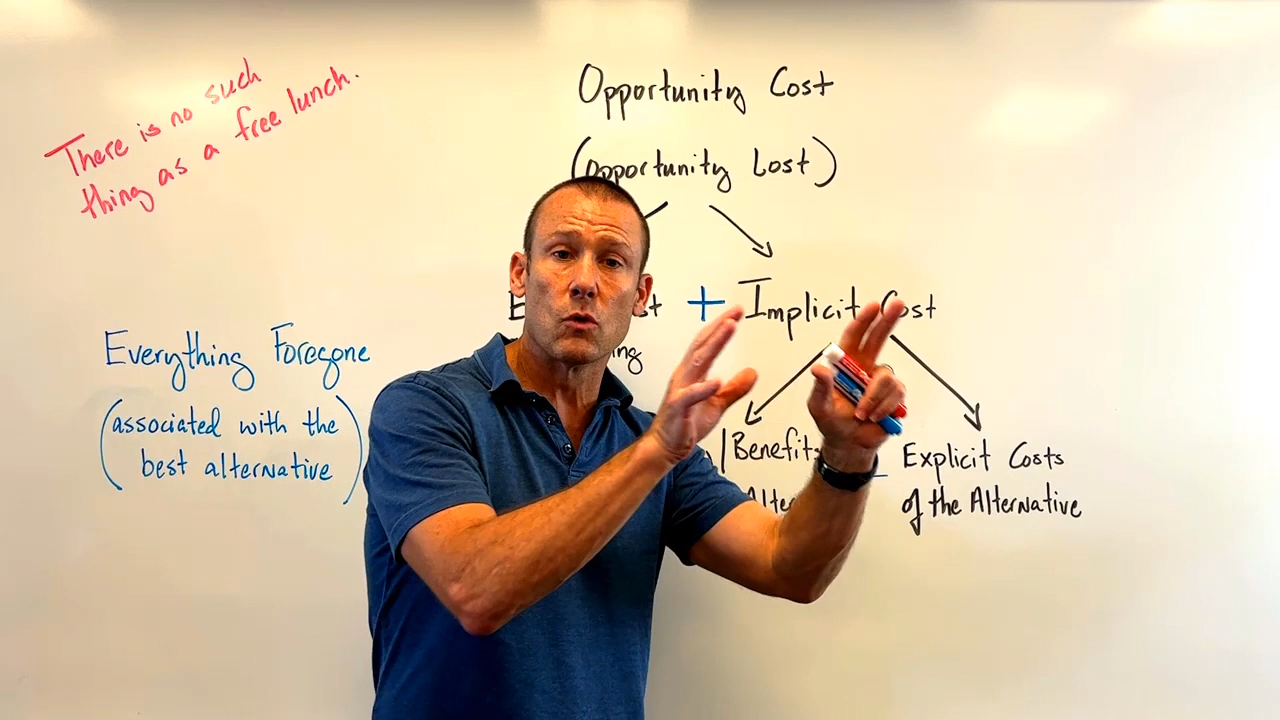 There is no such
thing as a free lunch.
Opportunity Cost
(Opportunity Lost)
+ Implicit Cost
Everything Foregone
(associated with the
best alternative)
Benefits
Explicit Costs
of the Alternative